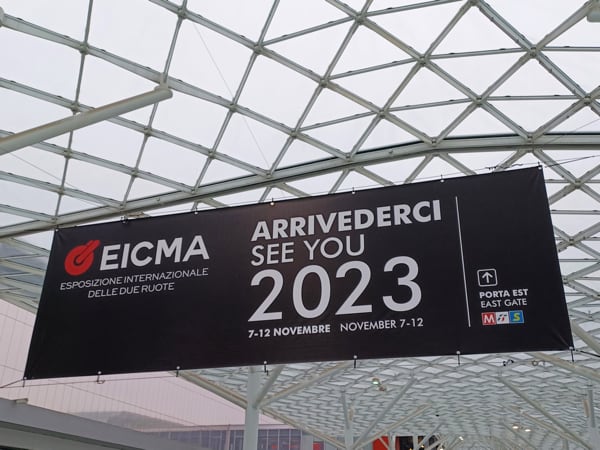 EICMA
ESPOSIZIONE INTERNAZIONALE
DELLE DUE RUOTE
ARRIVEDERCI
SEE YOU
2023
7-12 NOVEMBRE NOVEMBER 7-12
PORTA EST
EAST GATE
M S